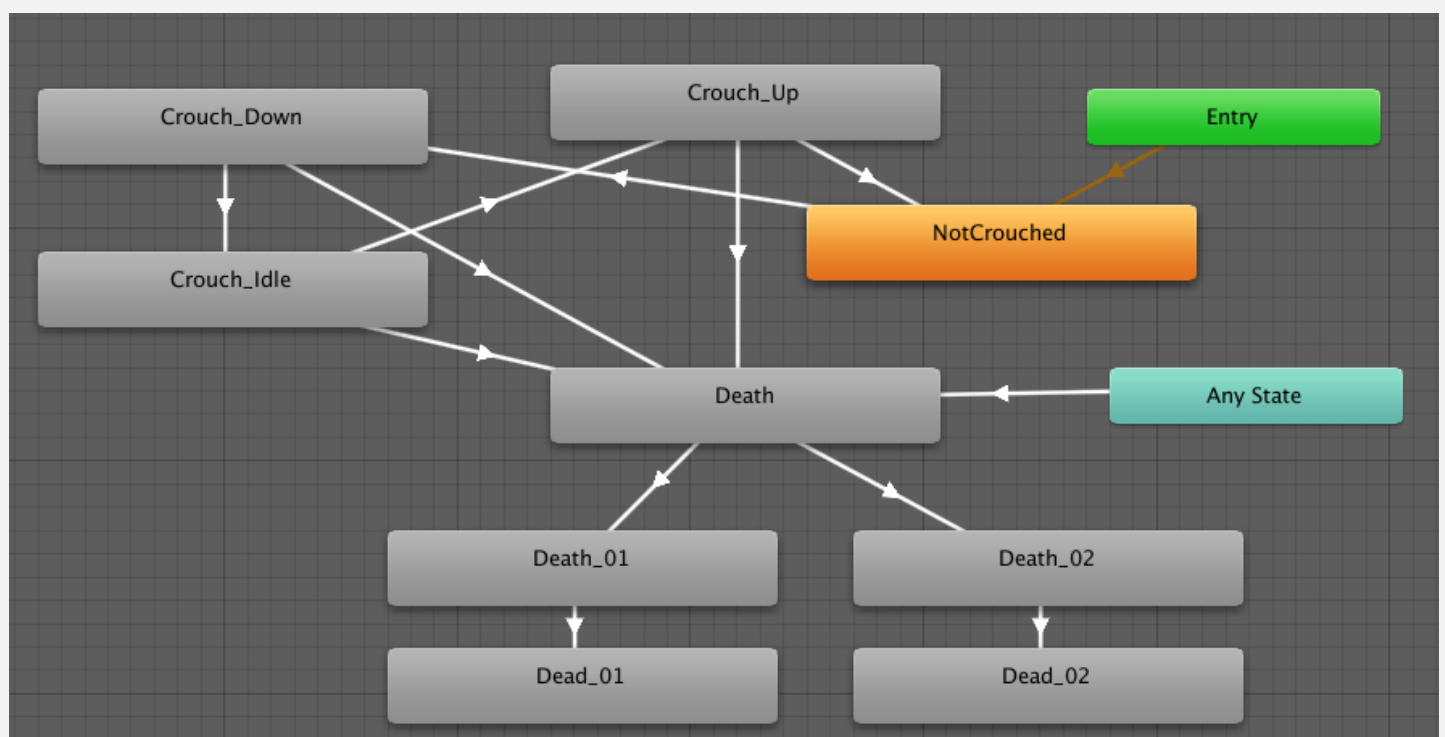 Crouch_Down
Crouch_Up
Entry
NotCrouched
Crouch_Idle
Death
Any State
Death_01
Death_02
Dead_01
Dead_02